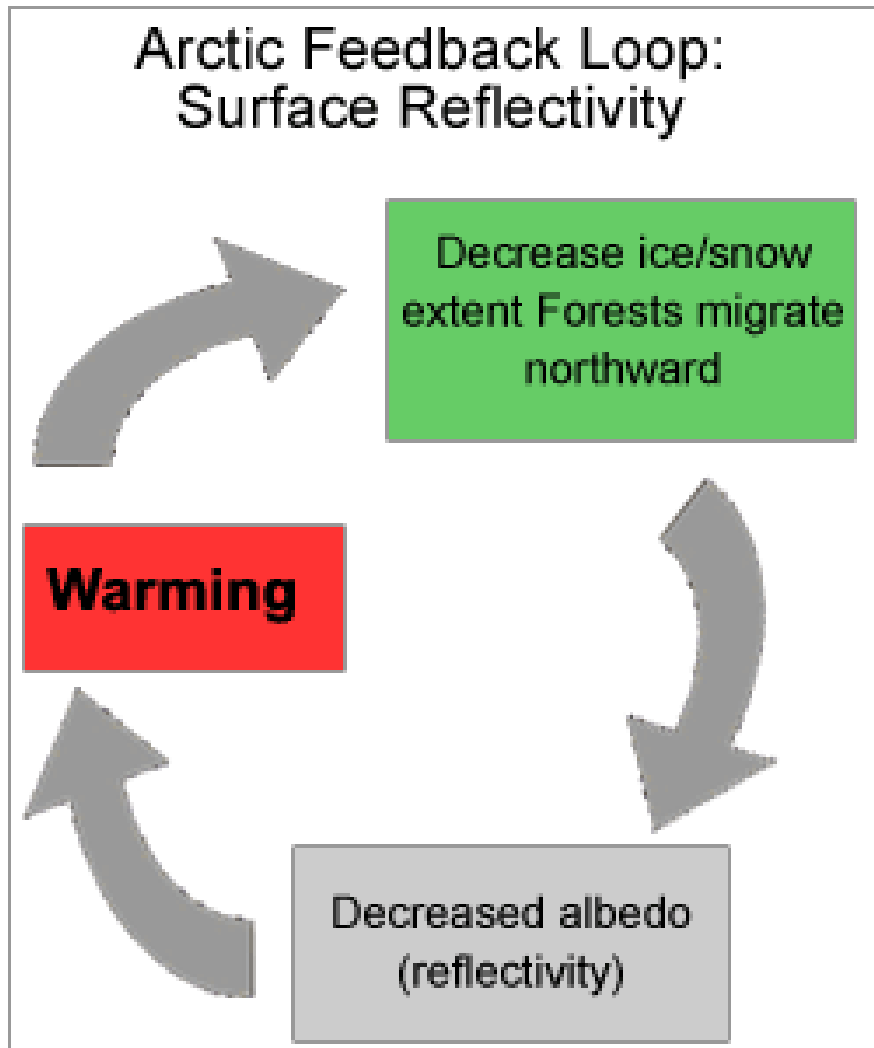 Arctic Feedback Loop:
Surface Reflectivity
Decrease ice/snow
extent Forests migrate
northward
Warming
Decreased albedo
(reflectivity)